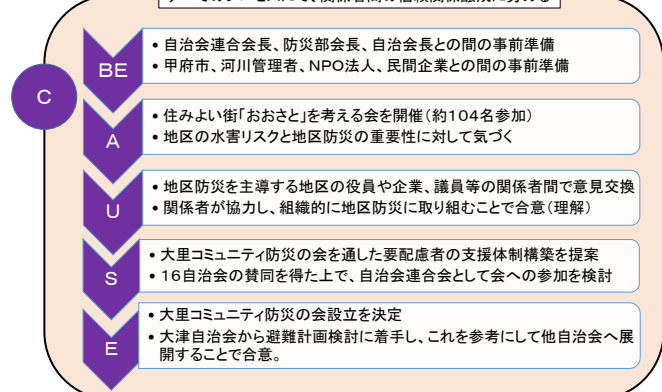 すべてのプロセスにて、関係者間の信頼関係醸成に努める
C
BE
• 自治会連合会長、防災部会長、自治会長との間の事前準備
• 甲府市、河川管理者、NPO法人、民間企業との間の事前準備
A
• 住みよい街「おおさと」を考える会を開催(約104名参加)
• 地区の水害リスクと地区防災の重要性に対して気づく
U
• 地区防災を主導する地区の役員や企業、議員等の関係者間で意見交換
• 関係者が協力し、組織的に地区防災に取り組むことで合意(理解)
S
• 大里コミュニティ防災の会を通した要配慮者の支援体制構築を提案
• 16自治会の賛同を得た上で、自治会連合会として会への参加を検討
E
• 大里コミュニティ防災の会設立を決定
• 大津自治会から避難計画検討に着手し、これを参考にして他自治会へ展
開することで合意。